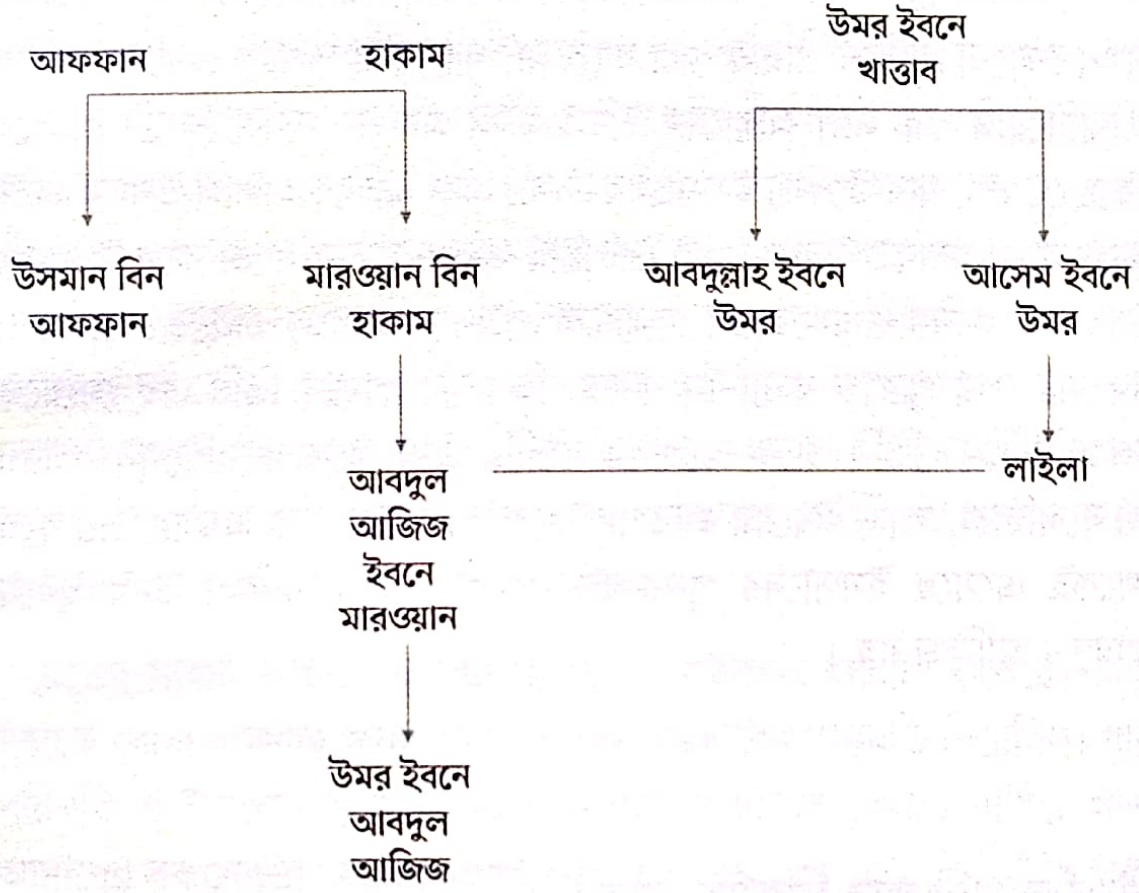 আফফান
হাকাম
উমর ইবনে
খাত্তাব
উসমান বিন
আফফান
মারওয়ান বিন
হাকাম
আবদুল্লাহ ইবনে
উমর
আসেম ইবনে
উমর
আবদুল
আজিজ
ইবনে
মারওয়ান
লাইলা
উমর ইবনে
আবদুল
আজিজ